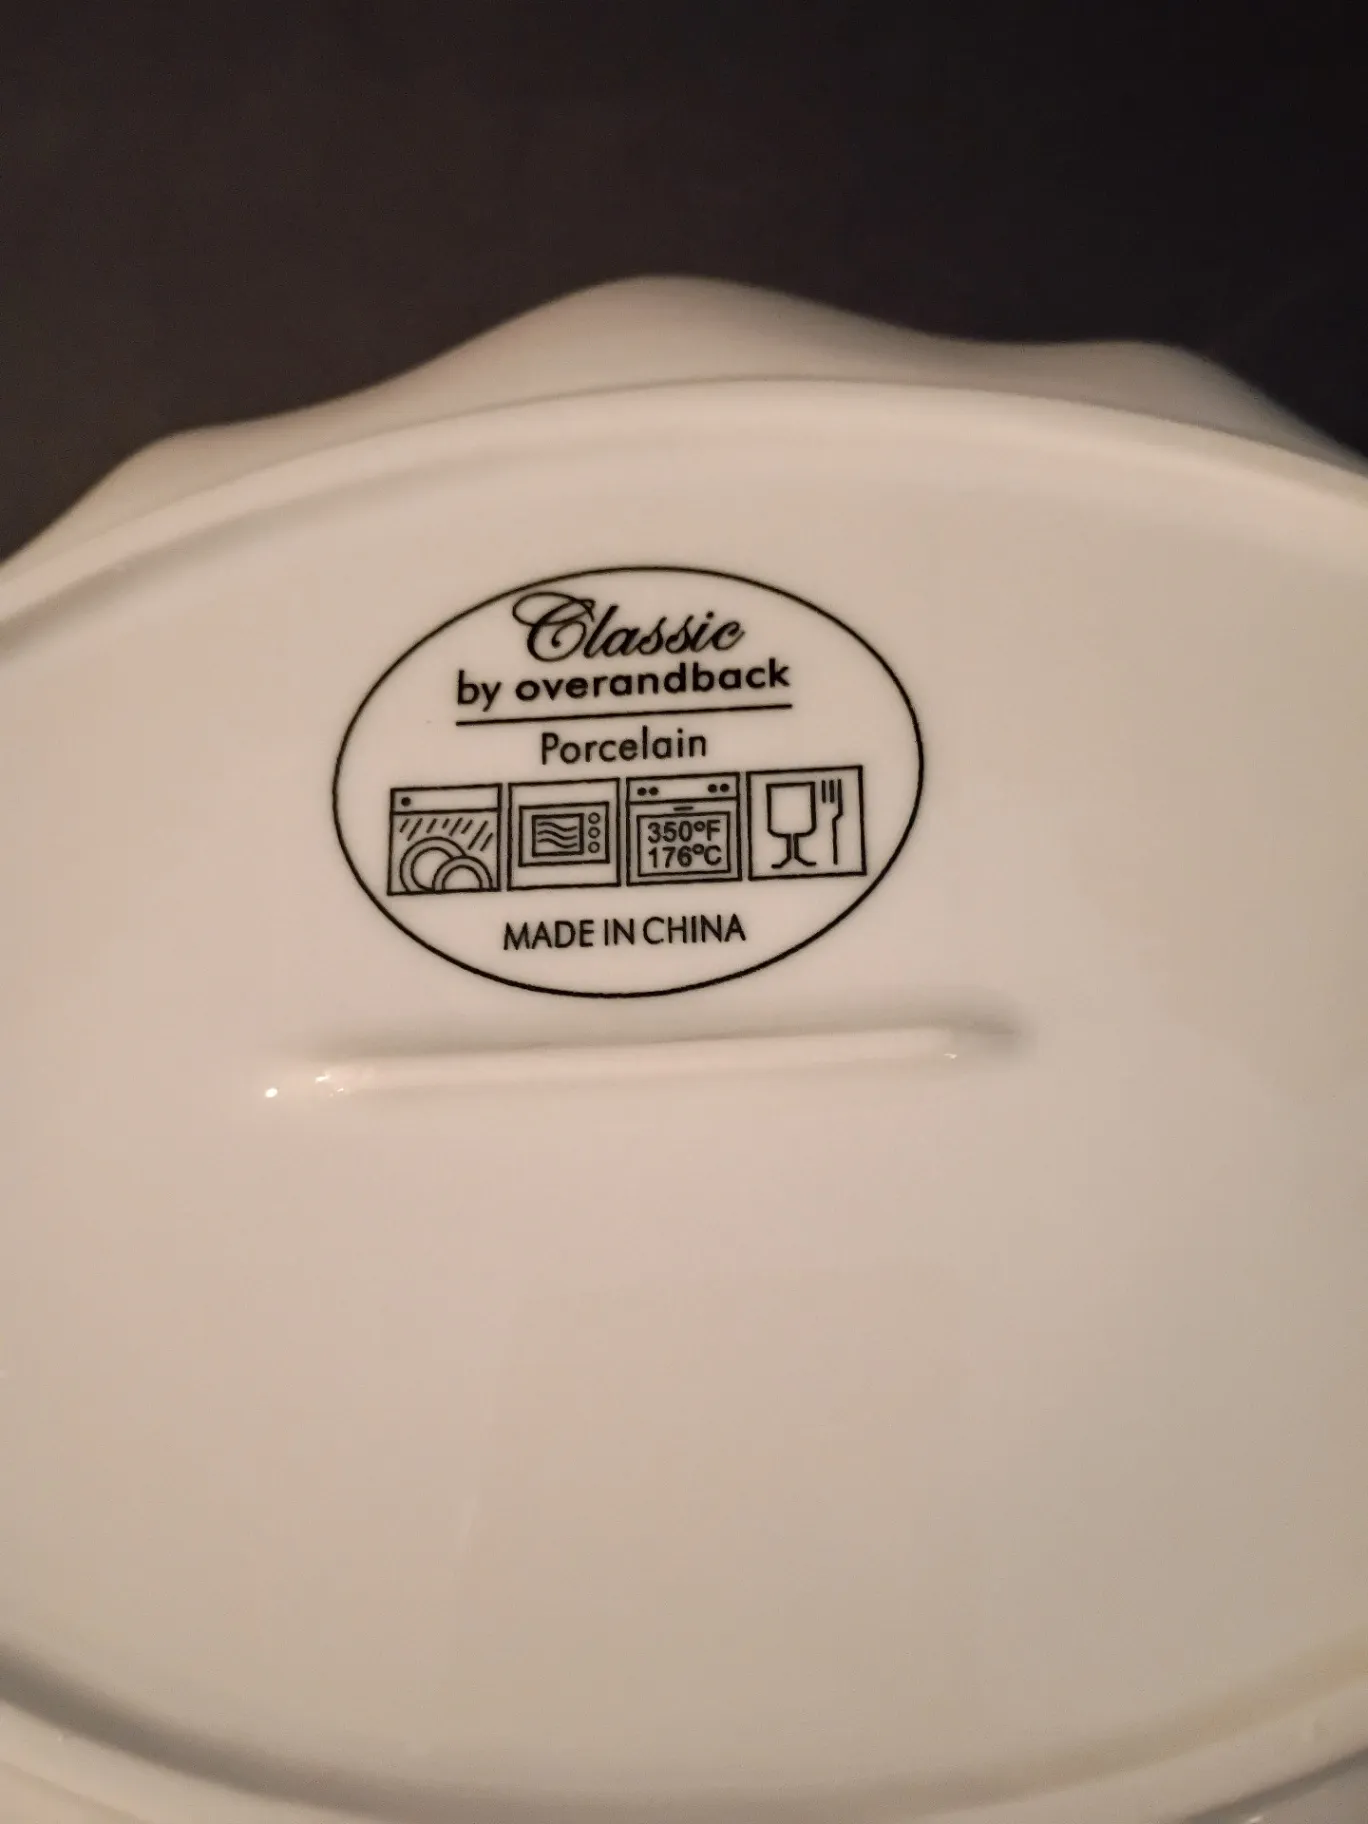 Classic
by overandback
Porcelain
350°F
176°C
MADE IN CHINA